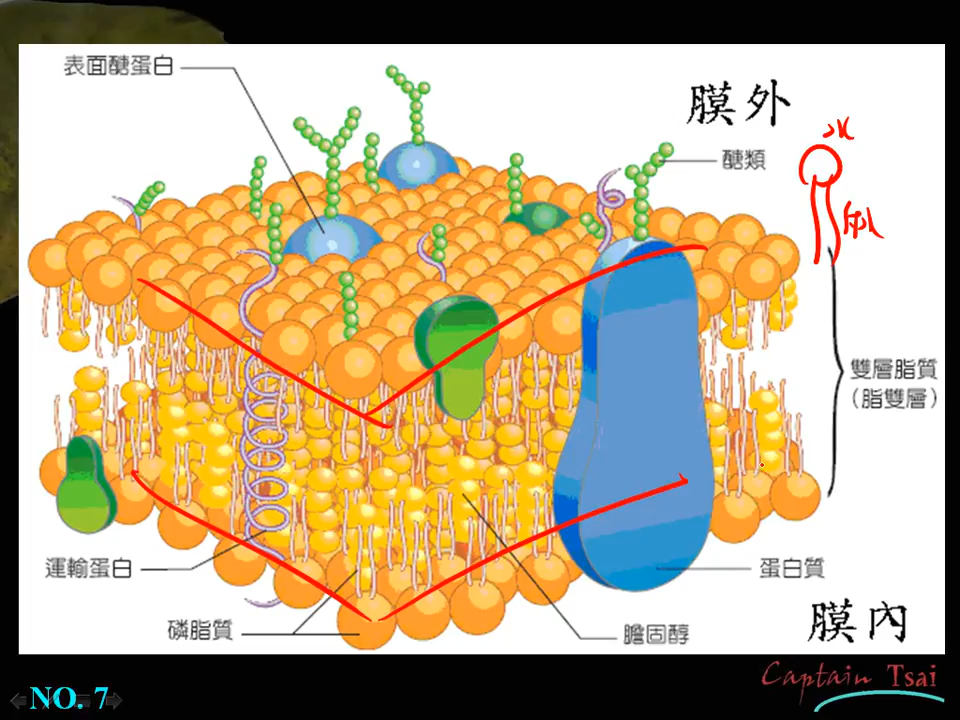 表面醣蛋白
膜外
水
醣類
雙層脂質
(脂雙層)
運輸蛋白
蛋白質
磷脂質
膽固醇
膜內
Captain Tsai
NO. 7